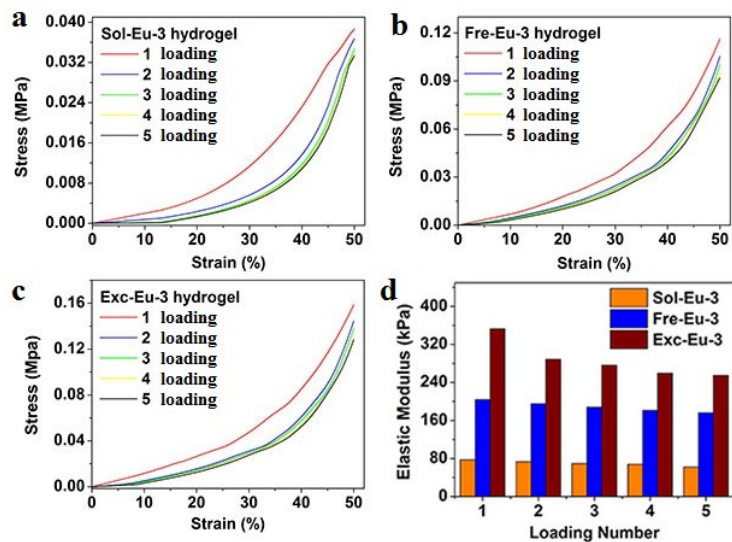 a
Sol-Eu-3 hydrogel
1 loading
2 loading
3 loading
4 loading
5 loading
0.040
0.032
0.024
0.016
0.008
0.000
Stress (MPa)
0 10 20 30 40 50
Strain (%)
b
Fre-Eu-3 hydrogel
1 loading
2 loading
3 loading
4 loading
5 loading
0.12
0.09
0.06
0.03
0.00
Stress (MPa)
0 10 20 30 40 50
Strain (%)
c
Exc-Eu-3 hydrogel
1 loading
2 loading
3 loading
4 loading
5 loading
0.16
0.12
0.08
0.04
0.00
Stress (Mpa)
0 10 20 30 40 50
Strain (%)
d
Sol-Eu-3
Fre-Eu-3
Exc-Eu-3
400
320
240
160
80
0
Elastic Modulus (kPa)
1 2 3 4 5
Loading Number